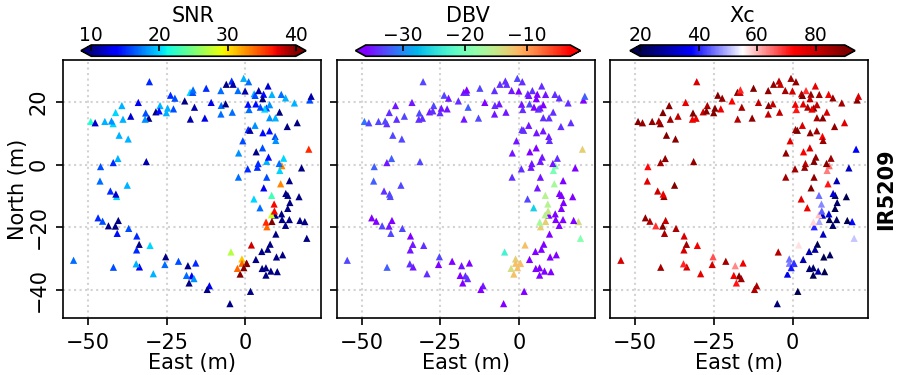 SNR DBV Xc
10 20 30 40 −30 −20 −10 20 40 60 80
20
0
−20
−40
North (m)
IR5209
−50 −25 0 −50 −25 0 −50 −25 0
East (m) East (m) East (m)